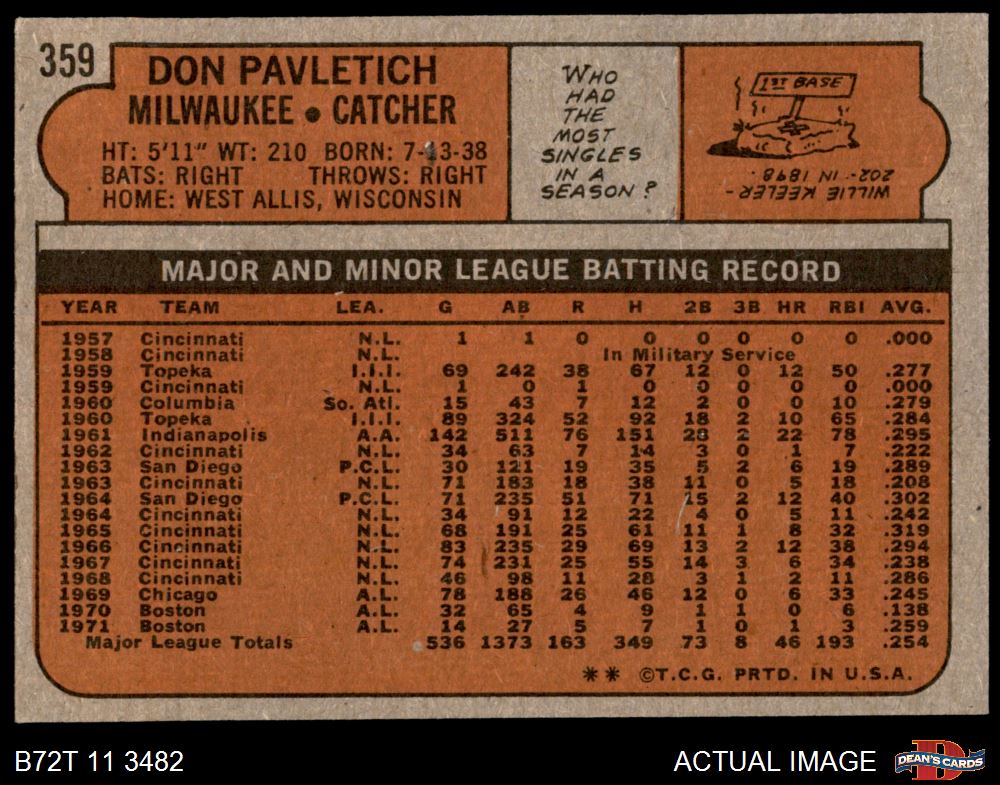 359
DON PAVLETICH
MILWAUKEE • CATCHER
HT: 5'11" WT: 210 BORN: 7-13-38
BATS: RIGHT THROWS: RIGHT
HOME: WEST ALLIS, WISCONSIN
WHO
HAD
THE
MOST
SINGLES
IN A
SEASON?
1ST BASE
WILLIE KEELER-
202 - IN 1898.
MAJOR AND MINOR LEAGUE BATTING RECORD
YEAR TEAM LEA. G AB R H 2B 3B HR RBI AVG.
1957 Cincinnati N.L. 1 1 0 0 0 0 0 0 .000
1958 Cincinnati N.L. In Military Service
1959 Topeka I.I.I. 69 242 38 67 12 0 12 50 .277
1959 Cincinnati N.L. 1 0 1 0 0 0 0 0 .000
1960 Columbia So. Atl. 15 43 7 12 2 0 0 10 .279
1960 Topeka I.I.I. 89 324 52 92 18 2 10 65 .284
1961 Indianapolis A.A. 142 511 76 151 28 2 22 78 .295
1962 Cincinnati N.L. 34 63 7 14 3 0 1 7 .222
1963 San Diego P.C.L. 30 121 19 35 5 2 6 19 .289
1963 Cincinnati N.L. 71 183 18 38 11 0 5 18 .208
1964 San Diego P.C.L. 71 235 51 71 15 2 12 40 .302
1964 Cincinnati N.L. 34 91 12 22 4 0 5 11 .242
1965 Cincinnati N.L. 68 191 25 61 11 1 8 32 .319
1966 Cincinnati N.L. 83 235 29 69 13 2 12 38 .294
1967 Cincinnati N.L. 74 231 25 55 14 3 6 34 .238
1968 Cincinnati N.L. 46 98 11 28 3 1 2 11 .286
1969 Chicago A.L. 78 188 26 46 12 0 6 33 .245
1970 Boston A.L. 32 65 4 9 1 1 0 6 .138
1971 Boston A.L. 14 27 5 7 1 0 1 3 .259
Major League Totals 536 1373 163 349 73 8 46 193 .254
** ©T.C.G. PRTD. IN U.S.A.
B72T 11 3482
ACTUAL IMAGE
D
DEAN'S CARDS